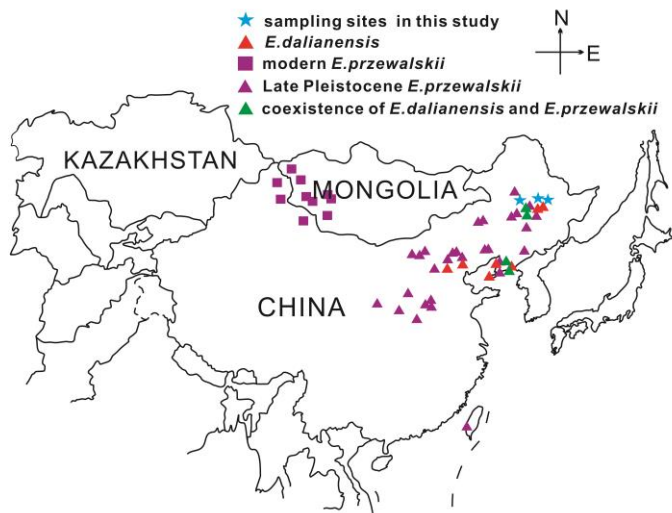 sampling sites in this study
E.dalianensis
modern E.przewalskii
Late Pleistocene E.przewalskii
coexistence of E.dalianensis and E.przewalskii
N
E
KAZAKHSTAN
MONGOLIA
CHINA